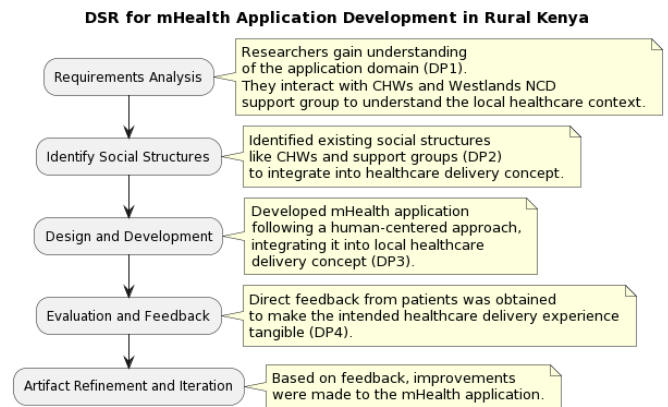 DSR for mHealth Application Development in Rural Kenya
Requirements Analysis
Researchers gain understanding
of the application domain (DP1).
They interact with CHWs and Westlands NCD
support group to understand the local healthcare context.
Identify Social Structures
Identified existing social structures
like CHWs and support groups (DP2)
to integrate into healthcare delivery concept.
Design and Development
Developed mHealth application
following a human-centered approach,
integrating it into local healthcare
delivery concept (DP3).
Evaluation and Feedback
Direct feedback from patients was obtained
to make the intended healthcare delivery experience
tangible (DP4).
Artifact Refinement and Iteration
Based on feedback, improvements
were made to the mHealth application.